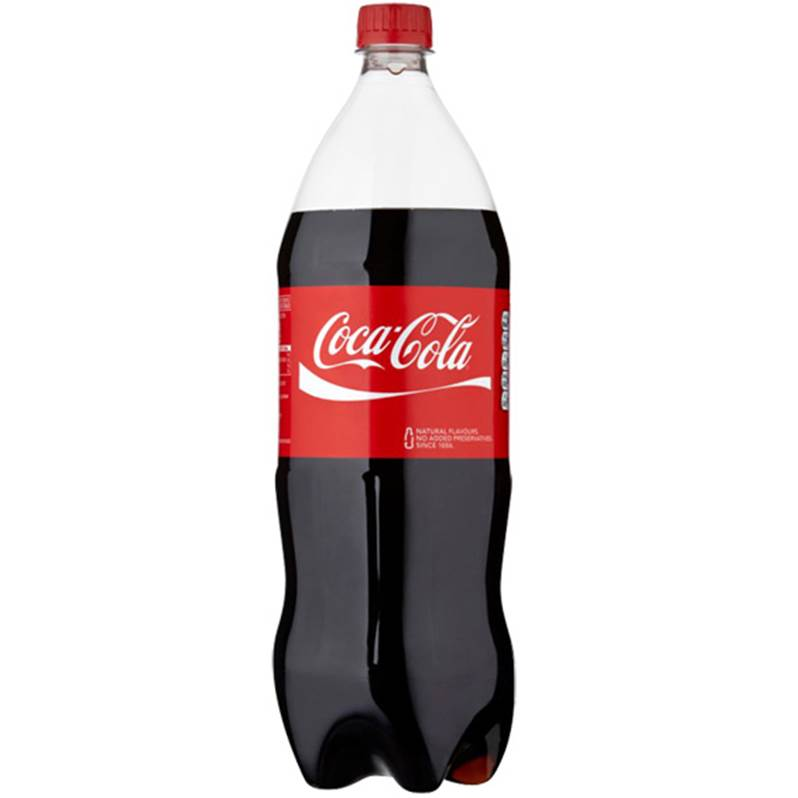 Coca-Cola
NATURAL FLAVOURS.
NO ADDED PRESERVATIVES.
SINCE 1886.